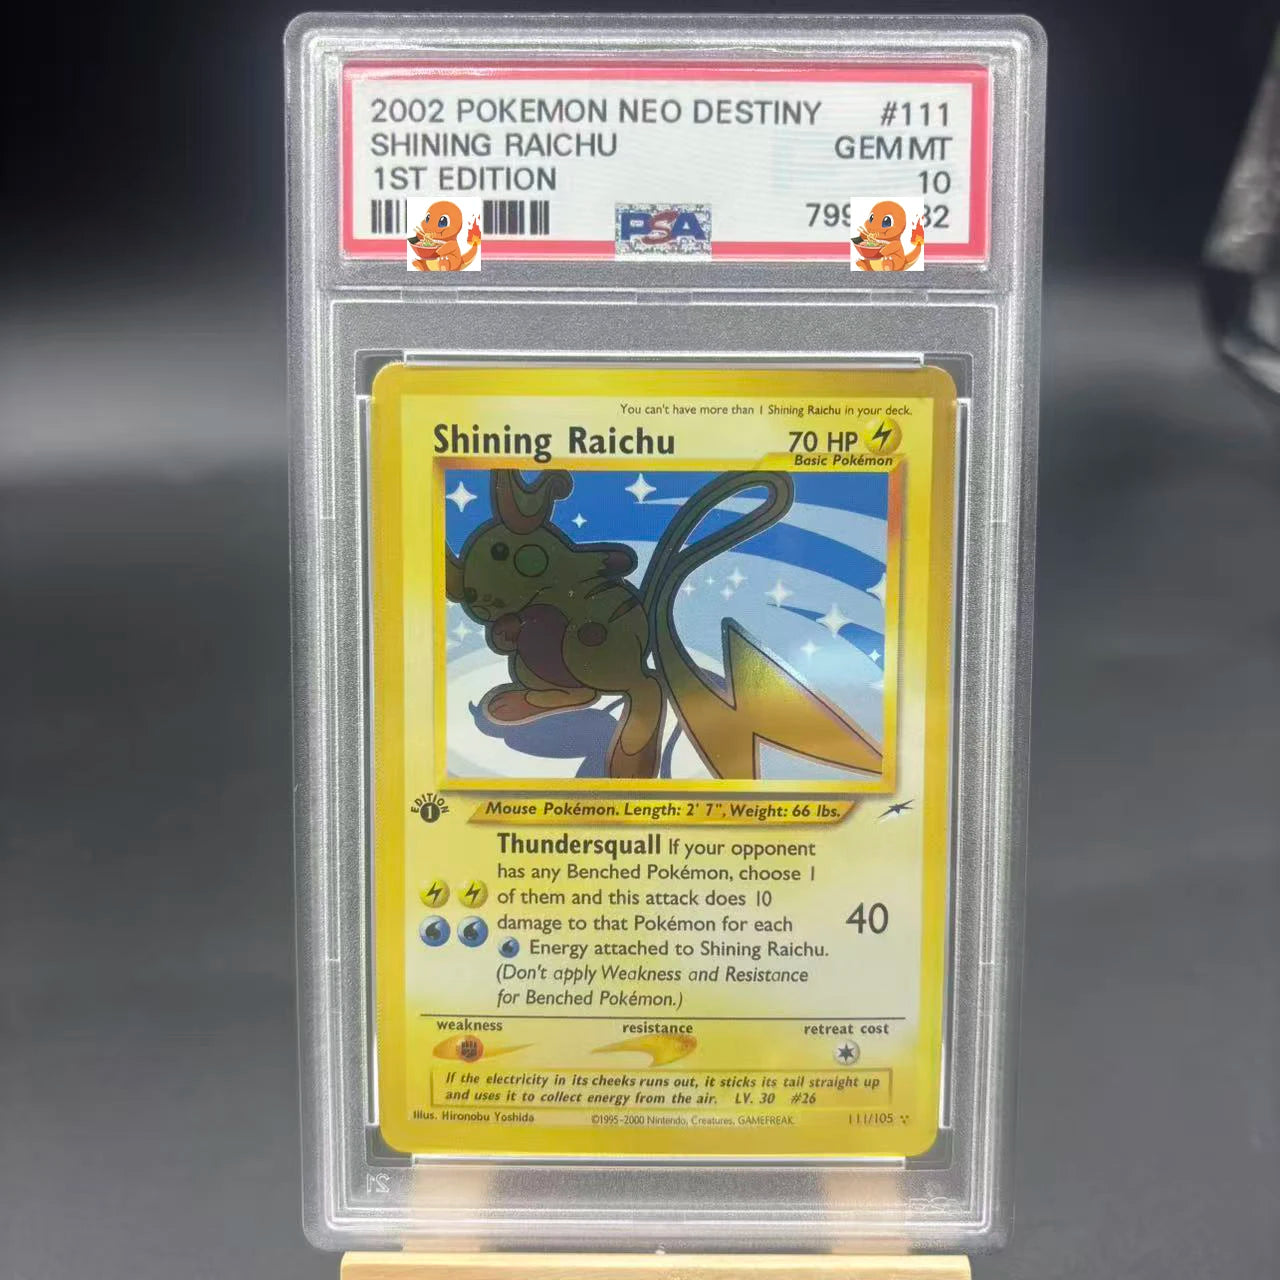 2002 POKEMON NEO DESTINY #111
SHINING RAICHU GEM MT
1ST EDITION 10
PSA
You can't have more than 1 Shining Raichu in your deck.
Shining Raichu 70 HP
Basic Pokémon
EDITION
1
Mouse Pokémon. Length: 2' 7", Weight: 66 lbs.
Thundersquall If your opponent
has any Benched Pokémon, choose 1
of them and this attack does 10
damage to that Pokémon for each
Energy attached to Shining Raichu.
(Don't apply Weakness and Resistance
for Benched Pokémon.)
40
weakness resistance retreat cost
If the electricity in its cheeks runs out, it sticks its tail straight up
and uses it to collect energy from the air. LV. 30 #26
Illus. Hironobu Yoshida ©1995-2000 Nintendo, Creatures, GAMEFREAK. 111/105